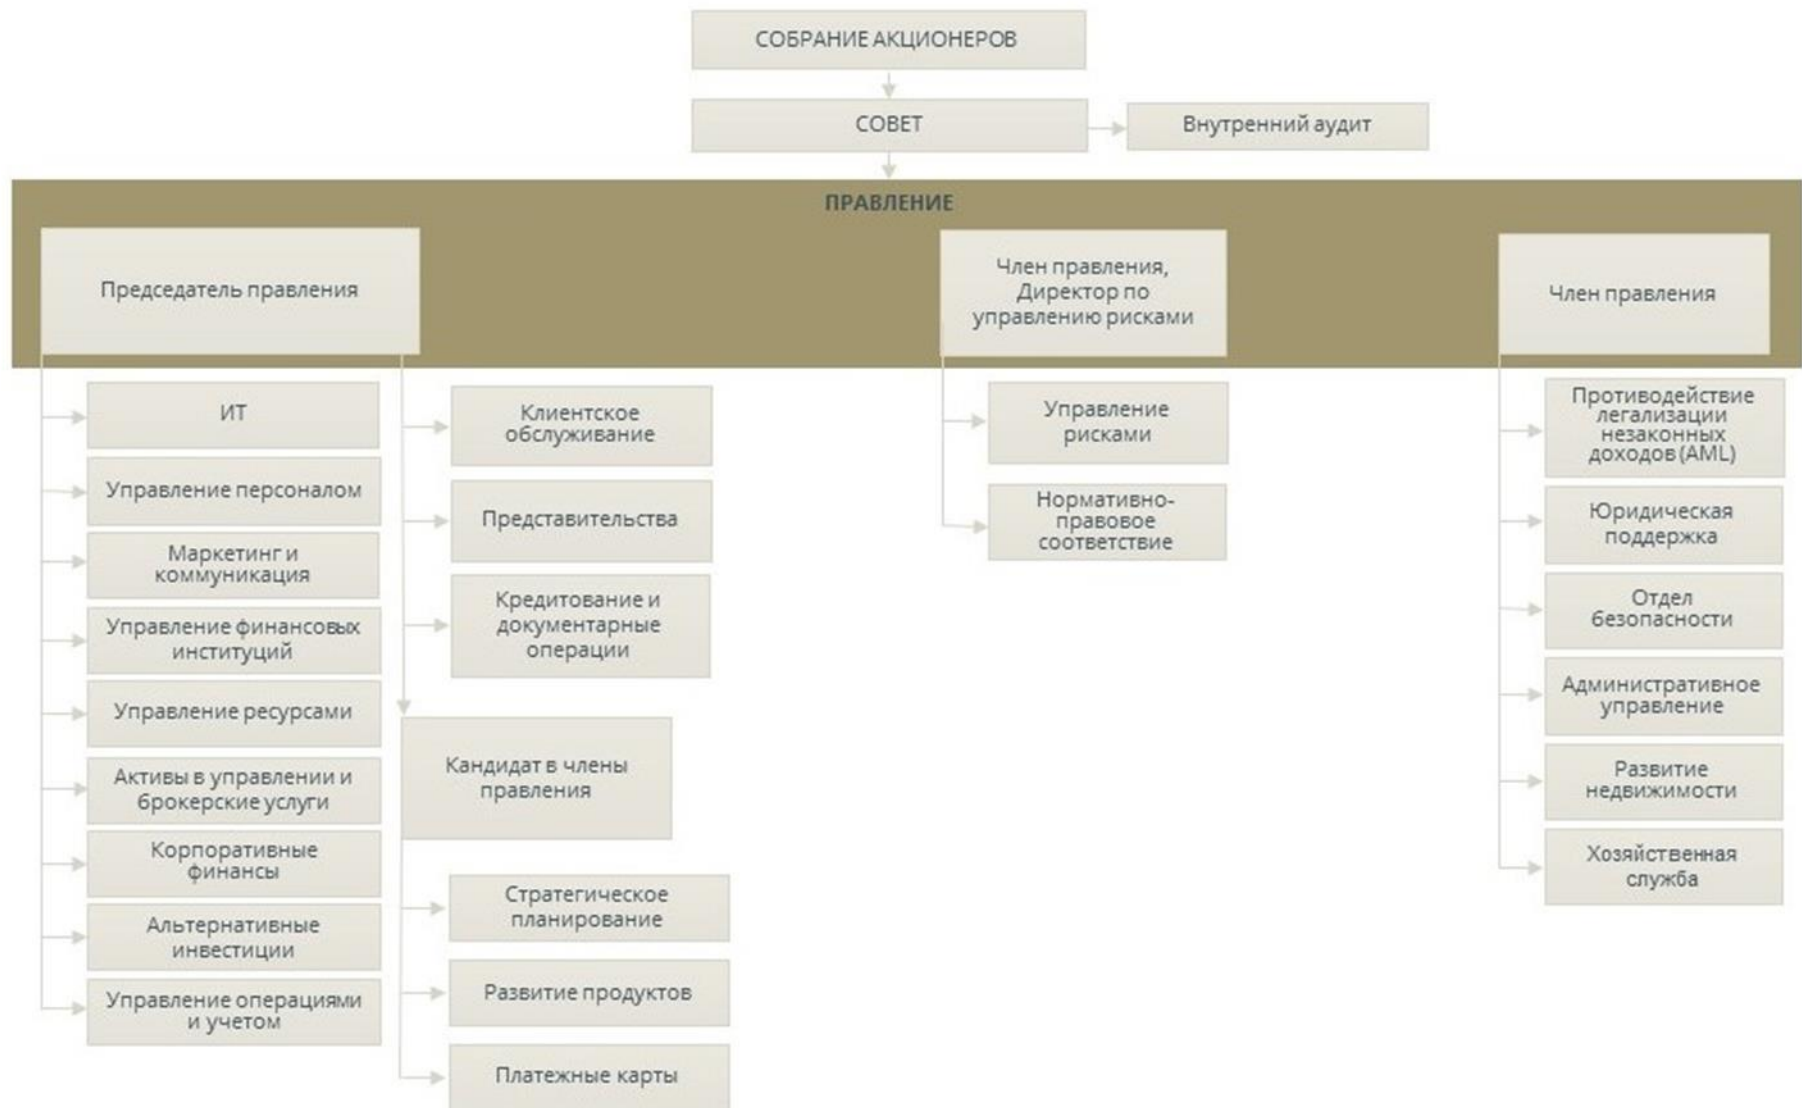 СОБРАНИЕ АКЦИОНЕРОВ
СОВЕТ
Внутренний аудит
ПРАВЛЕНИЕ
Председатель правления
Член правления,
Директор по
управлению рисками
Член правления
ИТ
Управление персоналом
Маркетинг и
коммуникация
Управление финансовых
институций
Управление ресурсами
Активы в управлении и
брокерские услуги
Корпоративные
финансы
Альтернативные
инвестиции
Управление операциями
и учетом
Клиентское
обслуживание
Представительства
Кредитование и
документарные
операции
Кандидат в члены
правления
Стратегическое
планирование
Развитие продуктов
Платежные карты
Управление
рисками
Нормативно-
правовое
соответствие
Противодействие
легализации
незаконных
доходов (AML)
Юридическая
поддержка
Отдел
безопасности
Административное
управление
Развитие
недвижимости
Хозяйственная
служба